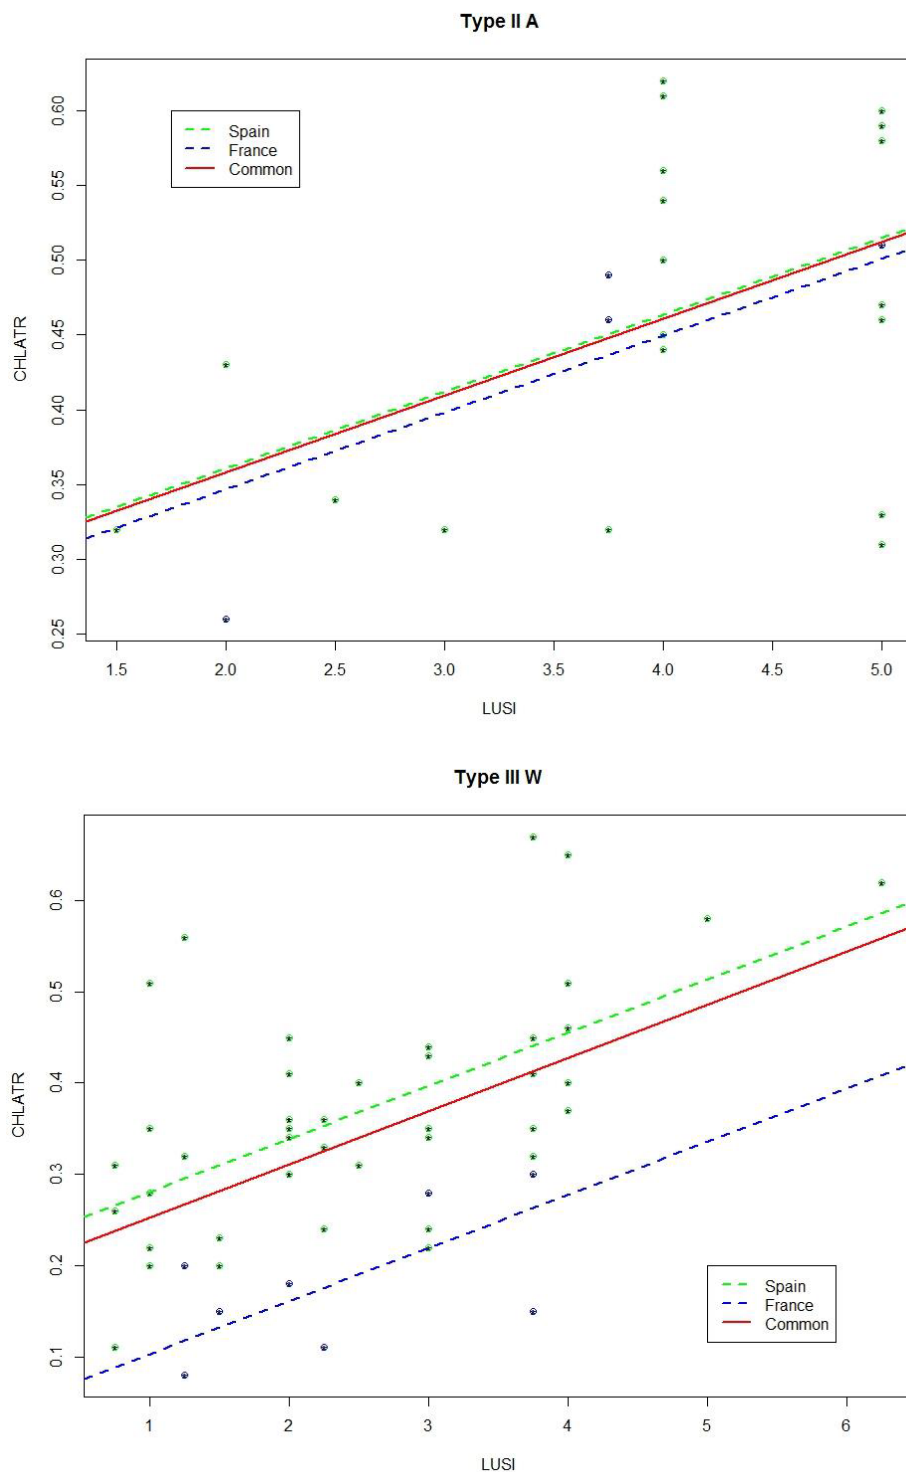 Type II A
0.60
0.55
0.50
0.45
0.40
0.35
0.30
0.25
CHLATR
Spain
France
Common
1.5 2.0 2.5 3.0 3.5 4.0 4.5 5.0
LUSI
Type III W
0.6
0.5
0.4
0.3
0.2
0.1
CHLATR
Spain
France
Common
1 2 3 4 5 6
LUSI